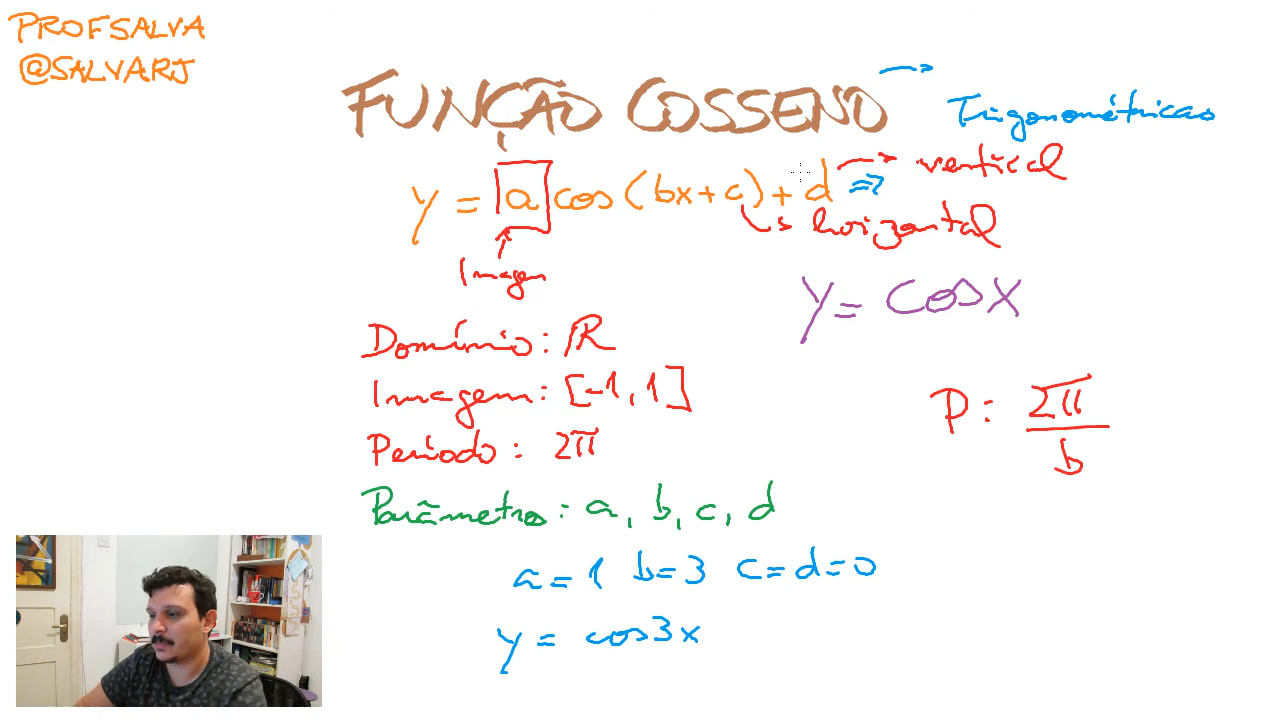 PROFSALVA
@SALVARJ
FUNÇÃO COSSENO
Trigonométricas
y = a cos (bx + c) + d ⇒
vertical
horizontal
Imagem
y = cos x
Domínio : ℝ
Imagem : [-1, 1]
Período : 2π
P : 2π/b
Parâmetros : a, b, c, d
a = 1 b = 3 c = d = 0
y = cos 3x